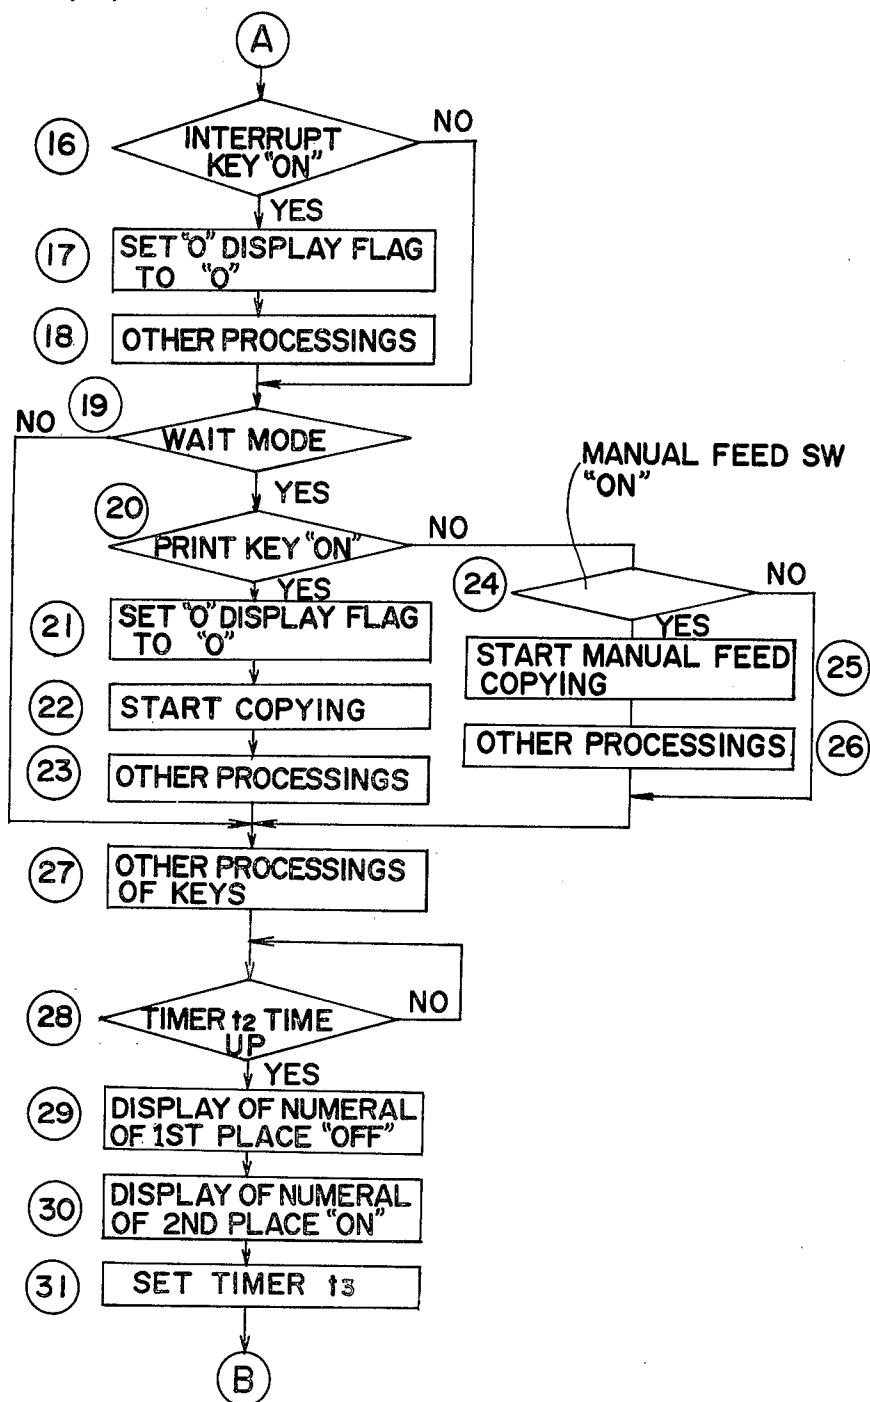 A
16
INTERRUPT
KEY "ON"
NO
YES
17
SET "O" DISPLAY FLAG
TO "O"
18
OTHER PROCESSINGS
19
NO
WAIT MODE
YES
MANUAL FEED SW
"ON"
20
PRINT KEY "ON"
NO
YES
24
NO
YES
21
SET "O" DISPLAY FLAG
TO "O"
START MANUAL FEED
COPYING
25
22
START COPYING
OTHER PROCESSINGS
26
23
OTHER PROCESSINGS
27
OTHER PROCESSINGS
OF KEYS
28
TIMER t2 TIME
UP
NO
YES
29
DISPLAY OF NUMERAL
OF 1ST PLACE "OFF"
30
DISPLAY OF NUMERAL
OF 2ND PLACE "ON"
31
SET TIMER t3
B